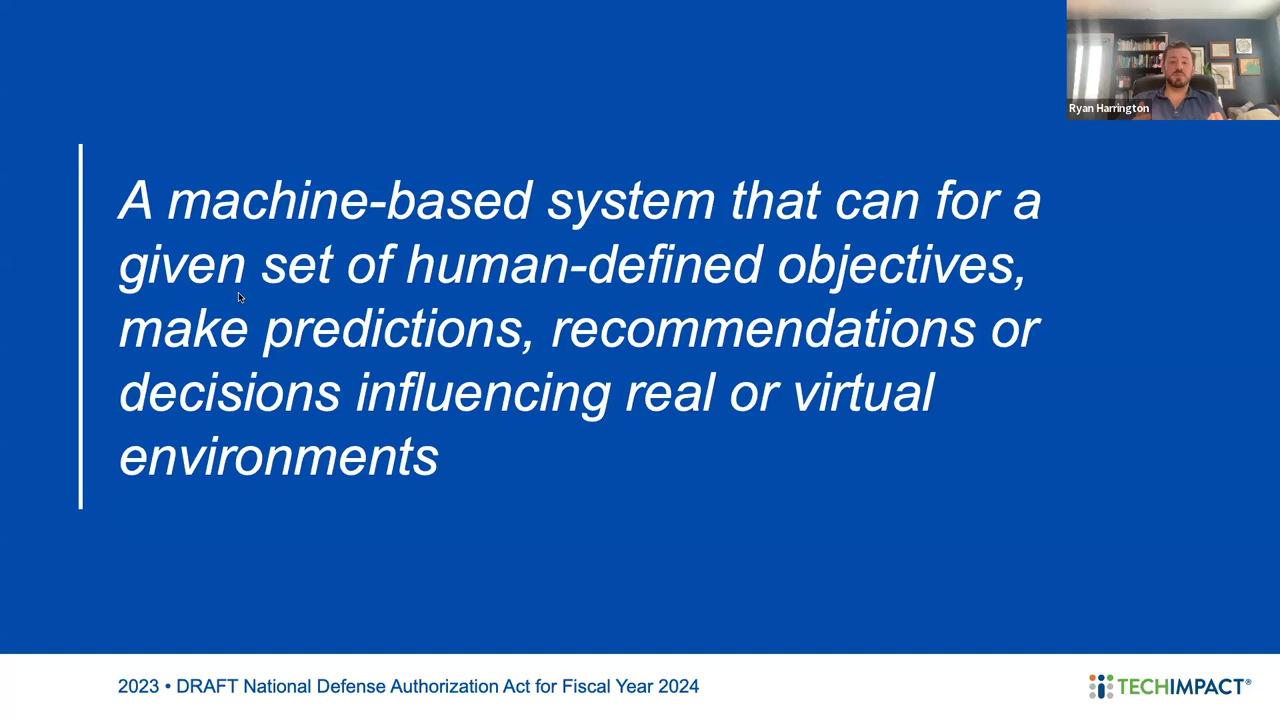 Ryan Harrington
A machine-based system that can for a
given set of human-defined objectives,
make predictions, recommendations or
decisions influencing real or virtual
environments
2023 • DRAFT National Defense Authorization Act for Fiscal Year 2024
TECHIMPACT®